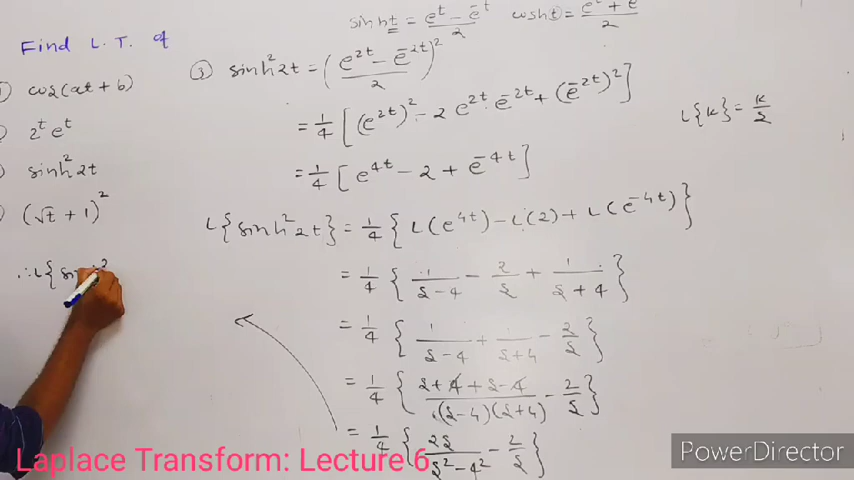 sinht = (e^t - e^-t)/2 cosht = (e^t + e
)/2
Find L.T. of
1) cos(at + b)
2^t e^t
sinh²2t
(√t + 1)²
∴ L{ sin ²
③ sinh²2t = ((e^2t - e^-2t)/2)²
= 1/4 [(e^2t)² - 2 e^2t · e^-2t + (e^-2t)²]
= 1/4 [e^4t - 2 + e^-4t]
L{k} = k/s
L{sinh²2t} = 1/4 { L(e^4t) - L(2) + L(e^-4t) }
= 1/4 { 1/(s-4) - 2/s + 1/(s+4) }
= 1/4 { 1/(s-4) + 1/(s+4) - 2/s }
= 1/4 { (s+4+s-4)/((s-4)(s+4)) - 2/s }
= 1/4 { 2s/(s²-4²) - 2/s }
Laplace Transform: Lecture 6
PowerDirector